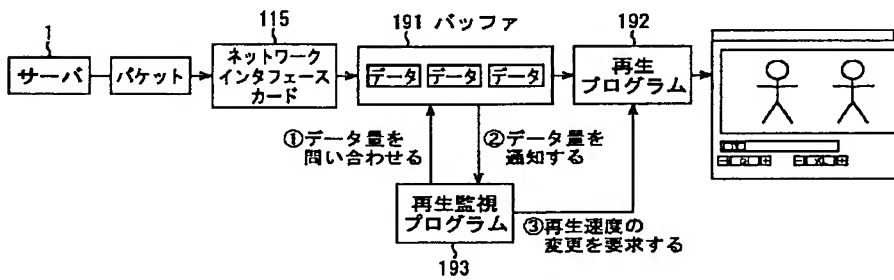 1
サーバ
パケット
115
ネットワーク
インタフェース
カード
191 バッファ
データ
データ
データ
192
再生
プログラム
①データ量を
問い合わせる
②データ量を
通知する
再生監視
プログラム
193
③再生速度の
変更を要求する